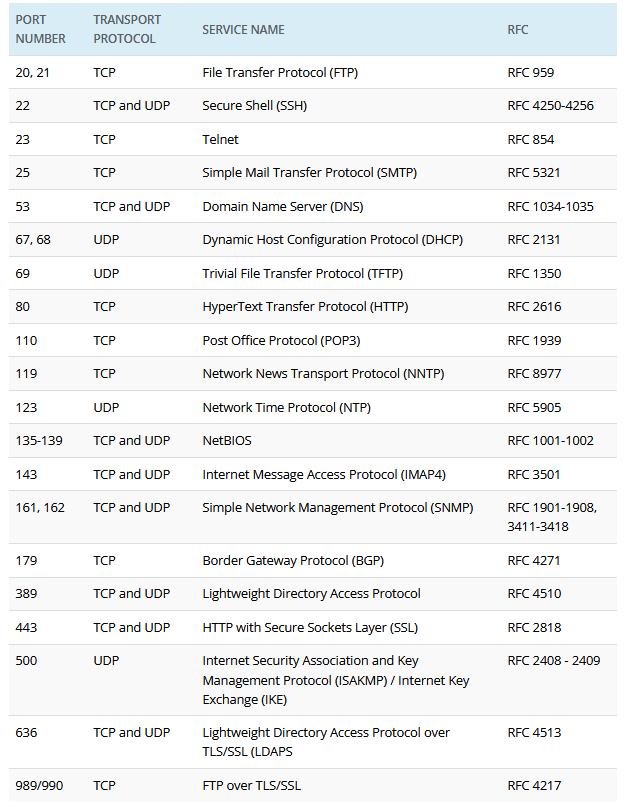 PORT NUMBER TRANSPORT PROTOCOL SERVICE NAME RFC
20, 21 TCP File Transfer Protocol (FTP) RFC 959
22 TCP and UDP Secure Shell (SSH) RFC 4250-4256
23 TCP Telnet RFC 854
25 TCP Simple Mail Transfer Protocol (SMTP) RFC 5321
53 TCP and UDP Domain Name Server (DNS) RFC 1034-1035
67, 68 UDP Dynamic Host Configuration Protocol (DHCP) RFC 2131
69 UDP Trivial File Transfer Protocol (TFTP) RFC 1350
80 TCP HyperText Transfer Protocol (HTTP) RFC 2616
110 TCP Post Office Protocol (POP3) RFC 1939
119 TCP Network News Transport Protocol (NNTP) RFC 8977
123 UDP Network Time Protocol (NTP) RFC 5905
135-139 TCP and UDP NetBIOS RFC 1001-1002
143 TCP and UDP Internet Message Access Protocol (IMAP4) RFC 3501
161, 162 TCP and UDP Simple Network Management Protocol (SNMP) RFC 1901-1908,
3411-3418
179 TCP Border Gateway Protocol (BGP) RFC 4271
389 TCP and UDP Lightweight Directory Access Protocol RFC 4510
443 TCP and UDP HTTP with Secure Sockets Layer (SSL) RFC 2818
500 UDP Internet Security Association and Key RFC 2408 - 2409
Management Protocol (ISAKMP) / Internet Key
Exchange (IKE)
636 TCP and UDP Lightweight Directory Access Protocol over RFC 4513
TLS/SSL (LDAPS
989/990 TCP FTP over TLS/SSL RFC 4217